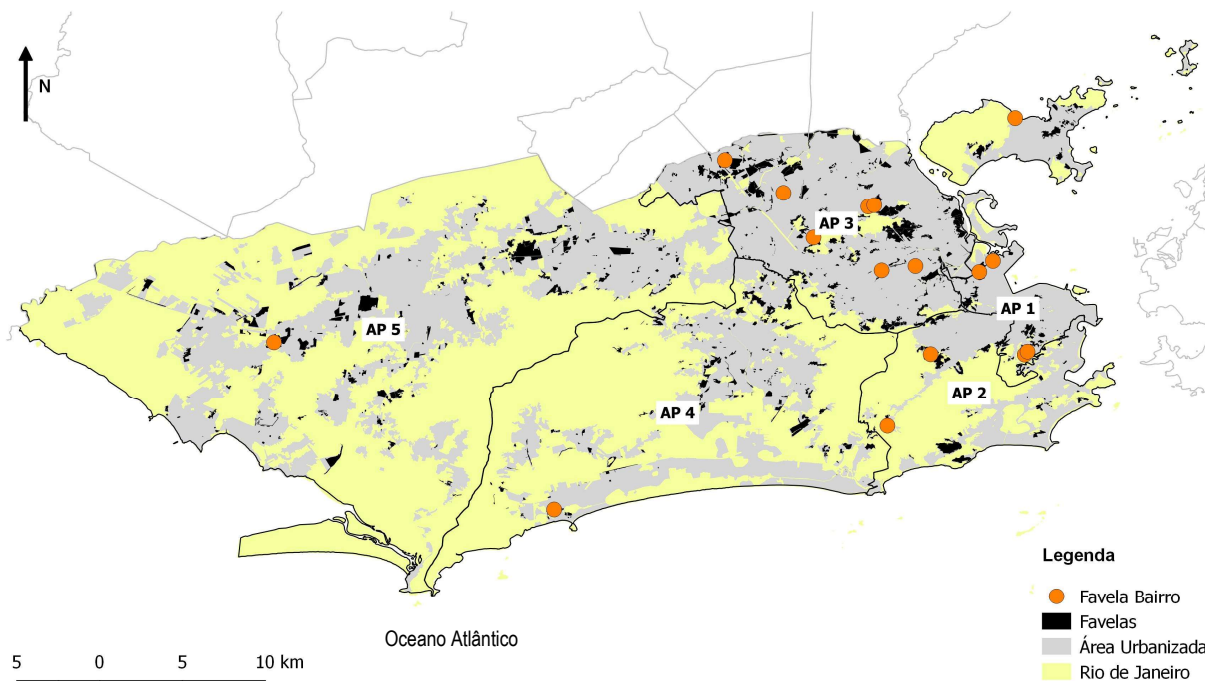 N
AP 3
AP 1
AP 5
AP 2
AP 4
Oceano Atlântico
5 0 5 10 km
Legenda
Favela Bairro
Favelas
Área Urbanizada
Rio de Janeiro